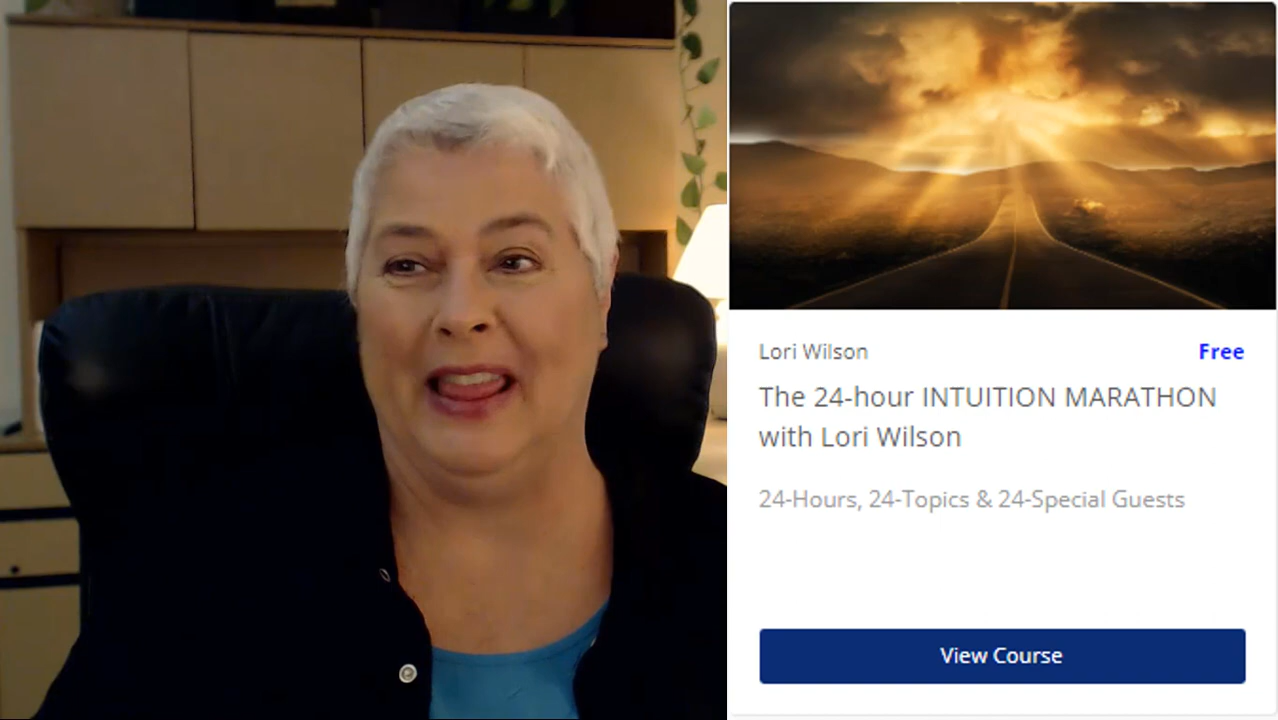 Lori Wilson Free
The 24-hour INTUITION MARATHON
with Lori Wilson
24-Hours, 24-Topics & 24-Special Guests
View Course